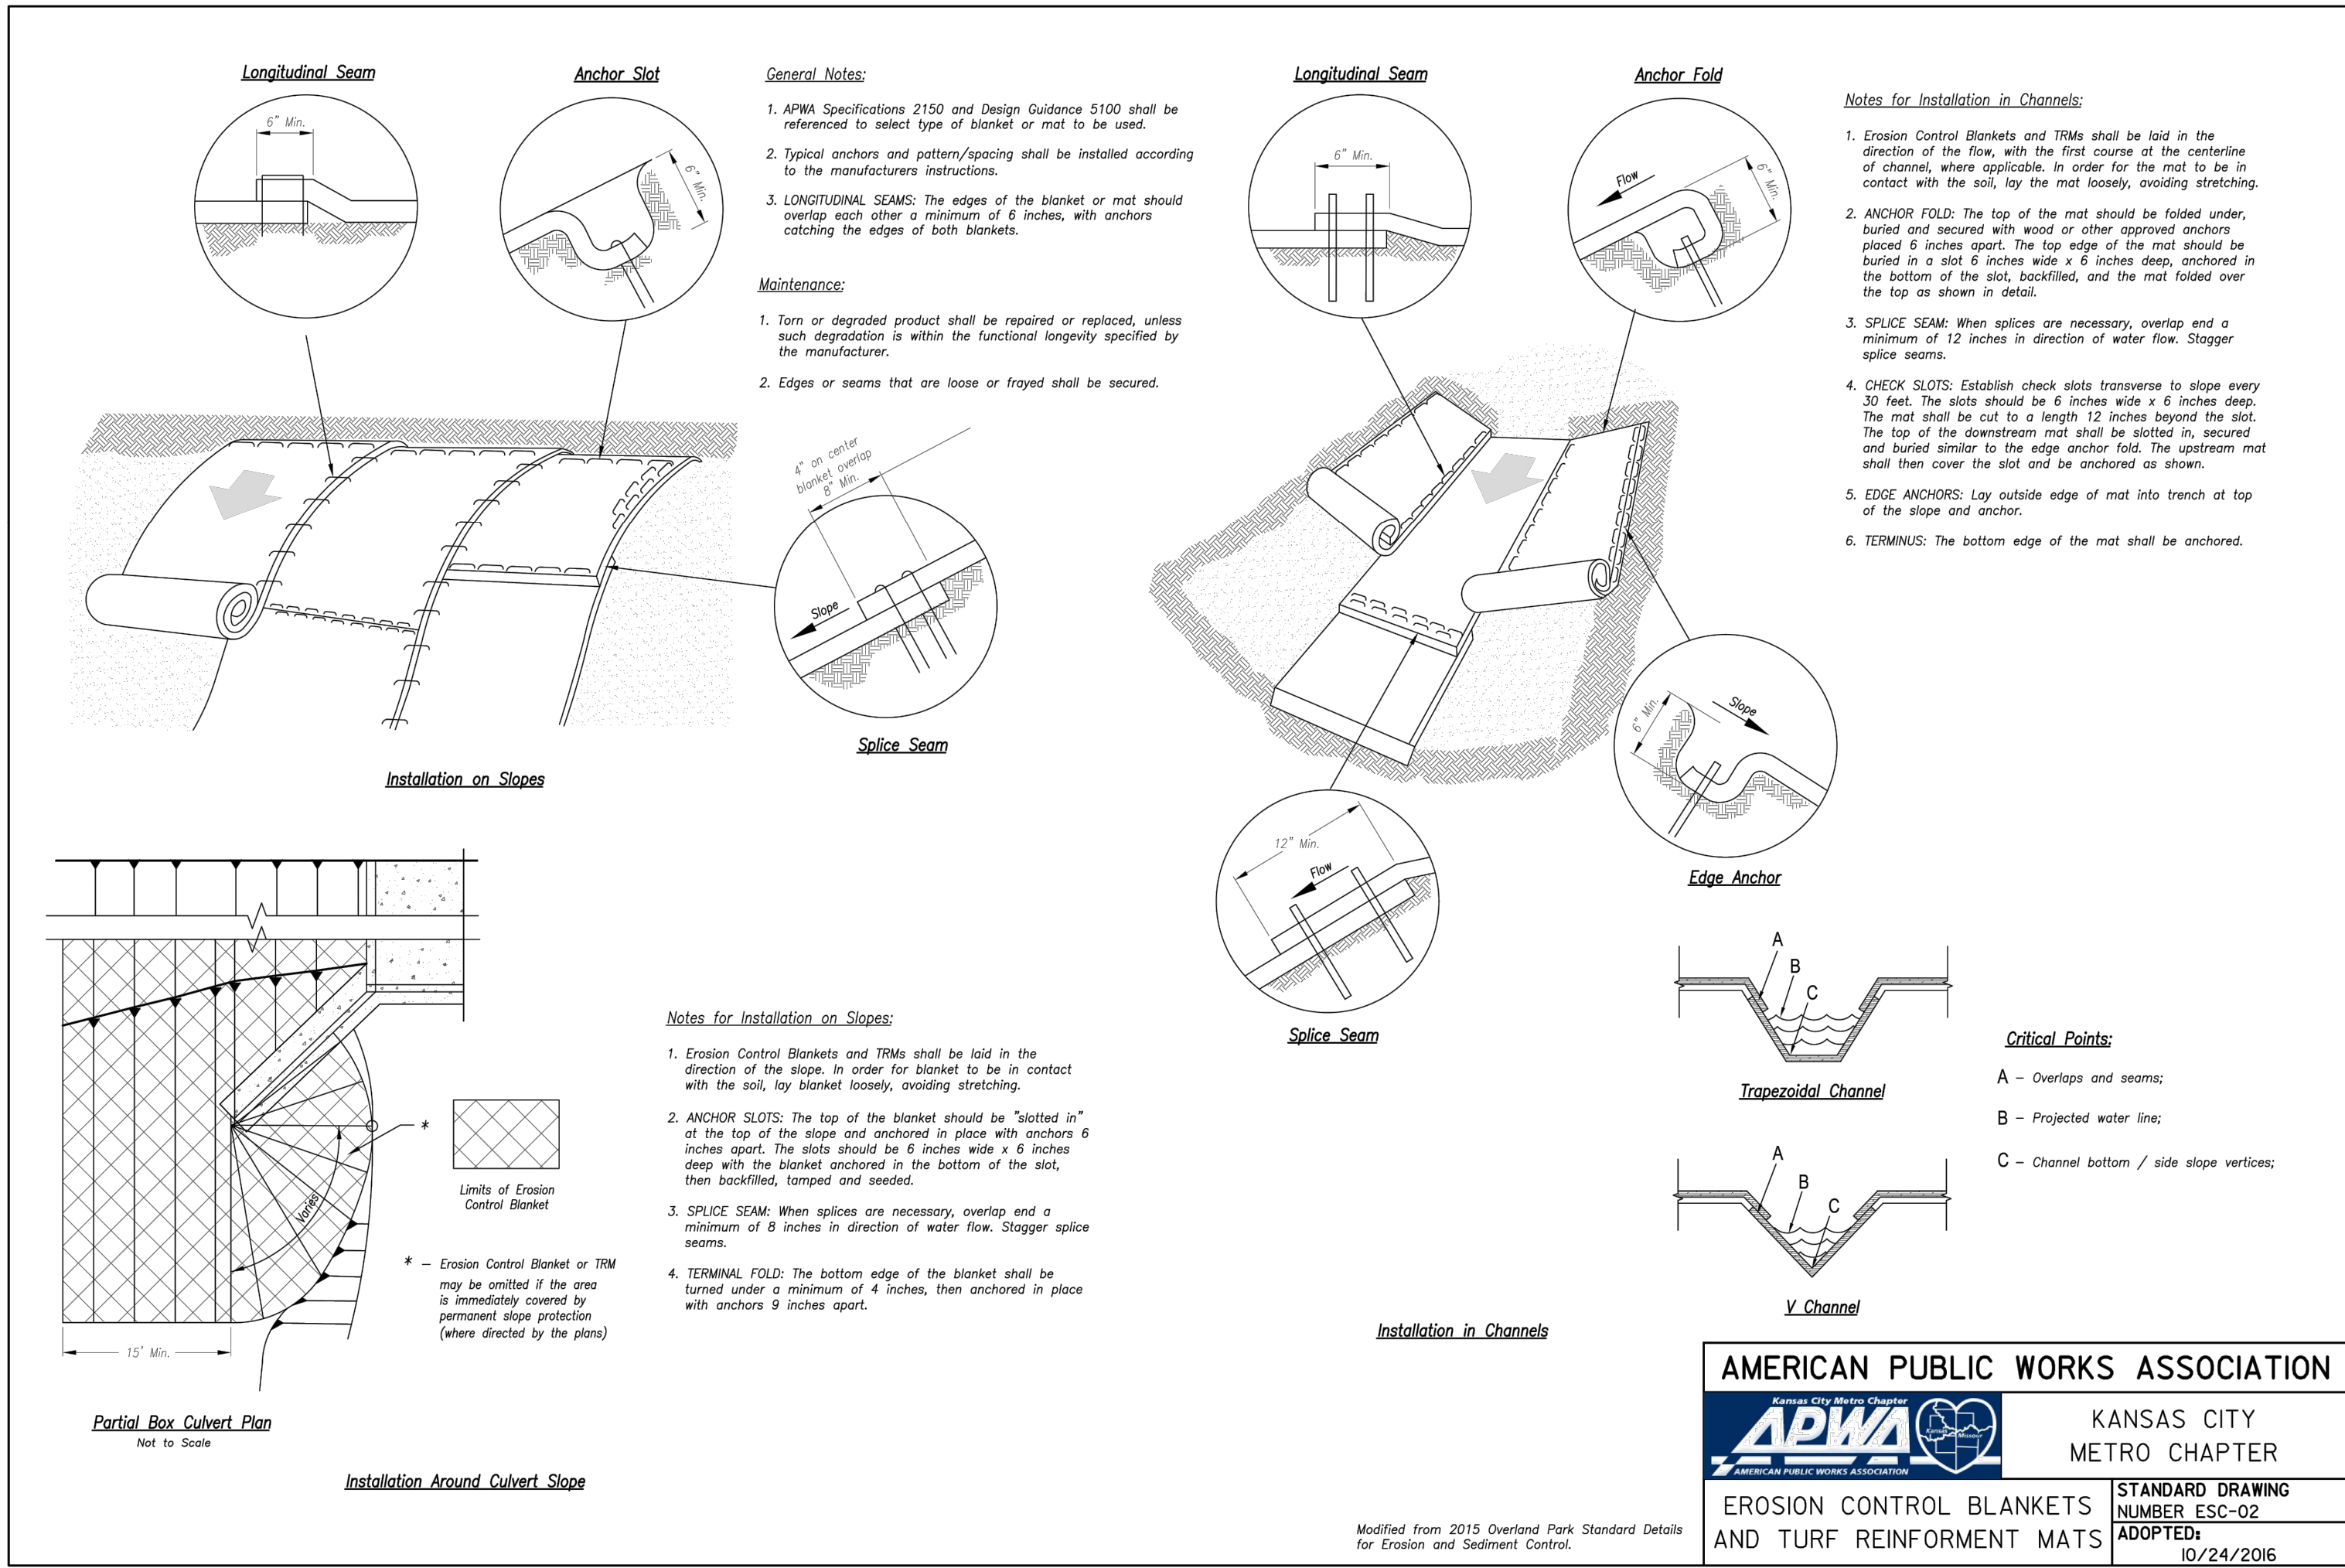 Longitudinal Seam
6" Min.
Anchor Slot
6" Min.
General Notes:
1. APWA Specifications 2150 and Design Guidance 5100 shall be
referenced to select type of blanket or mat to be used.
2. Typical anchors and pattern/spacing shall be installed according
to the manufacturers instructions.
3. LONGITUDINAL SEAMS: The edges of the blanket or mat should
overlap each other a minimum of 6 inches, with anchors
catching the edges of both blankets.
Maintenance:
1. Torn or degraded product shall be repaired or replaced, unless
such degradation is within the functional longevity specified by
the manufacturer.
2. Edges or seams that are loose or frayed shall be secured.
4" on center
blanket overlap
8" Min.
Slope
Splice Seam
Installation on Slopes
Longitudinal Seam
6" Min.
Anchor Fold
Flow
6" Min.
Notes for Installation in Channels:
1. Erosion Control Blankets and TRMs shall be laid in the
direction of the flow, with the first course at the centerline
of channel, where applicable. In order for the mat to be in
contact with the soil, lay the mat loosely, avoiding stretching.
2. ANCHOR FOLD: The top of the mat should be folded under,
buried and secured with wood or other approved anchors
placed 6 inches apart. The top edge of the mat should be
buried in a slot 6 inches wide x 6 inches deep, anchored in
the bottom of the slot, backfilled, and the mat folded over
the top as shown in detail.
3. SPLICE SEAM: When splices are necessary, overlap end a
minimum of 12 inches in direction of water flow. Stagger
splice seams.
4. CHECK SLOTS: Establish check slots transverse to slope every
30 feet. The slots should be 6 inches wide x 6 inches deep.
The mat shall be cut to a length 12 inches beyond the slot.
The top of the downstream mat shall be slotted in, secured
and buried similar to the edge anchor fold. The upstream mat
shall then cover the slot and be anchored as shown.
5. EDGE ANCHORS: Lay outside edge of mat into trench at top
of the slope and anchor.
6. TERMINUS: The bottom edge of the mat shall be anchored.
6" Min.
Slope
Edge Anchor
12" Min.
Flow
Splice Seam
A
B
C
Trapezoidal Channel
A
B
C
V Channel
Critical Points:
A – Overlaps and seams;
B – Projected water line;
C – Channel bottom / side slope vertices;
Installation in Channels
Varies
15' Min.
*
Limits of Erosion
Control Blanket
* – Erosion Control Blanket or TRM
may be omitted if the area
is immediately covered by
permanent slope protection
(where directed by the plans)
Partial Box Culvert Plan
Not to Scale
Installation Around Culvert Slope
Notes for Installation on Slopes:
1. Erosion Control Blankets and TRMs shall be laid in the
direction of the slope. In order for blanket to be in contact
with the soil, lay blanket loosely, avoiding stretching.
2. ANCHOR SLOTS: The top of the blanket should be "slotted in"
at the top of the slope and anchored in place with anchors 6
inches apart. The slots should be 6 inches wide x 6 inches
deep with the blanket anchored in the bottom of the slot,
then backfilled, tamped and seeded.
3. SPLICE SEAM: When splices are necessary, overlap end a
minimum of 8 inches in direction of water flow. Stagger splice
seams.
4. TERMINAL FOLD: The bottom edge of the blanket shall be
turned under a minimum of 4 inches, then anchored in place
with anchors 9 inches apart.
Modified from 2015 Overland Park Standard Details
for Erosion and Sediment Control.
AMERICAN PUBLIC WORKS ASSOCIATION
Kansas City Metro Chapter
APWA
Kansas
Missouri
AMERICAN PUBLIC WORKS ASSOCIATION
KANSAS CITY
METRO CHAPTER
EROSION CONTROL BLANKETS
AND TURF REINFORMENT MATS
STANDARD DRAWING
NUMBER ESC-02
ADOPTED:
10/24/2016